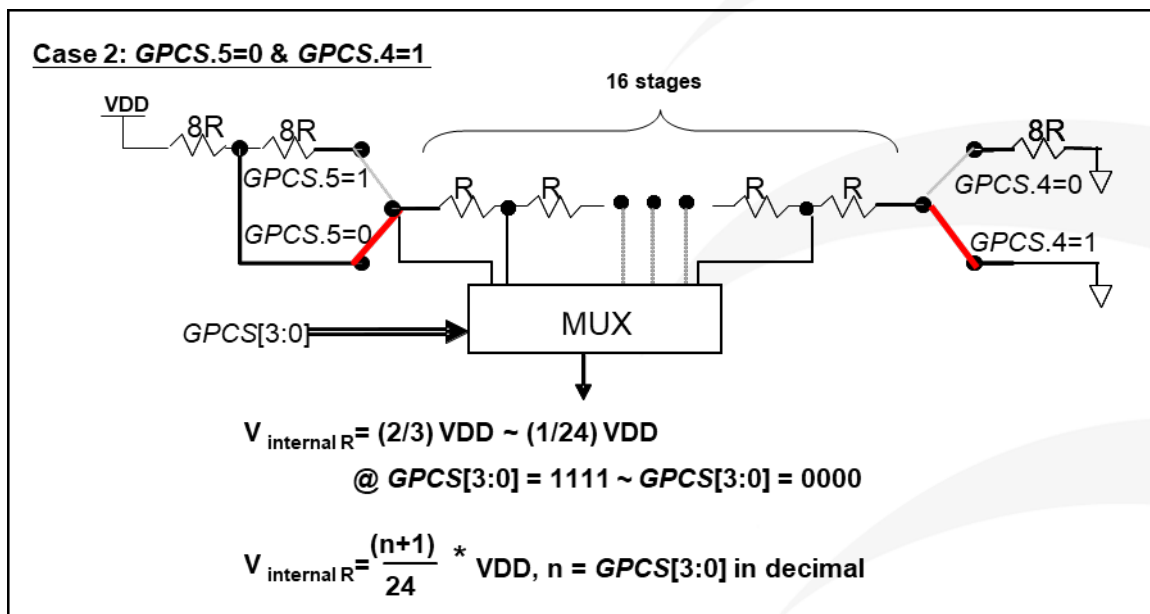 Case 2: GPCS.5=0 & GPCS.4=1
16 stages
VDD
8R
8R
8R
GPCS.5=1
R
R
R
R
GPCS.4=0
GPCS.5=0
GPCS.4=1
MUX
GPCS[3:0]
V internal R= (2/3) VDD ~ (1/24) VDD
@ GPCS[3:0] = 1111 ~ GPCS[3:0] = 0000
V internal R= (n+1) / 24 * VDD, n = GPCS[3:0] in decimal